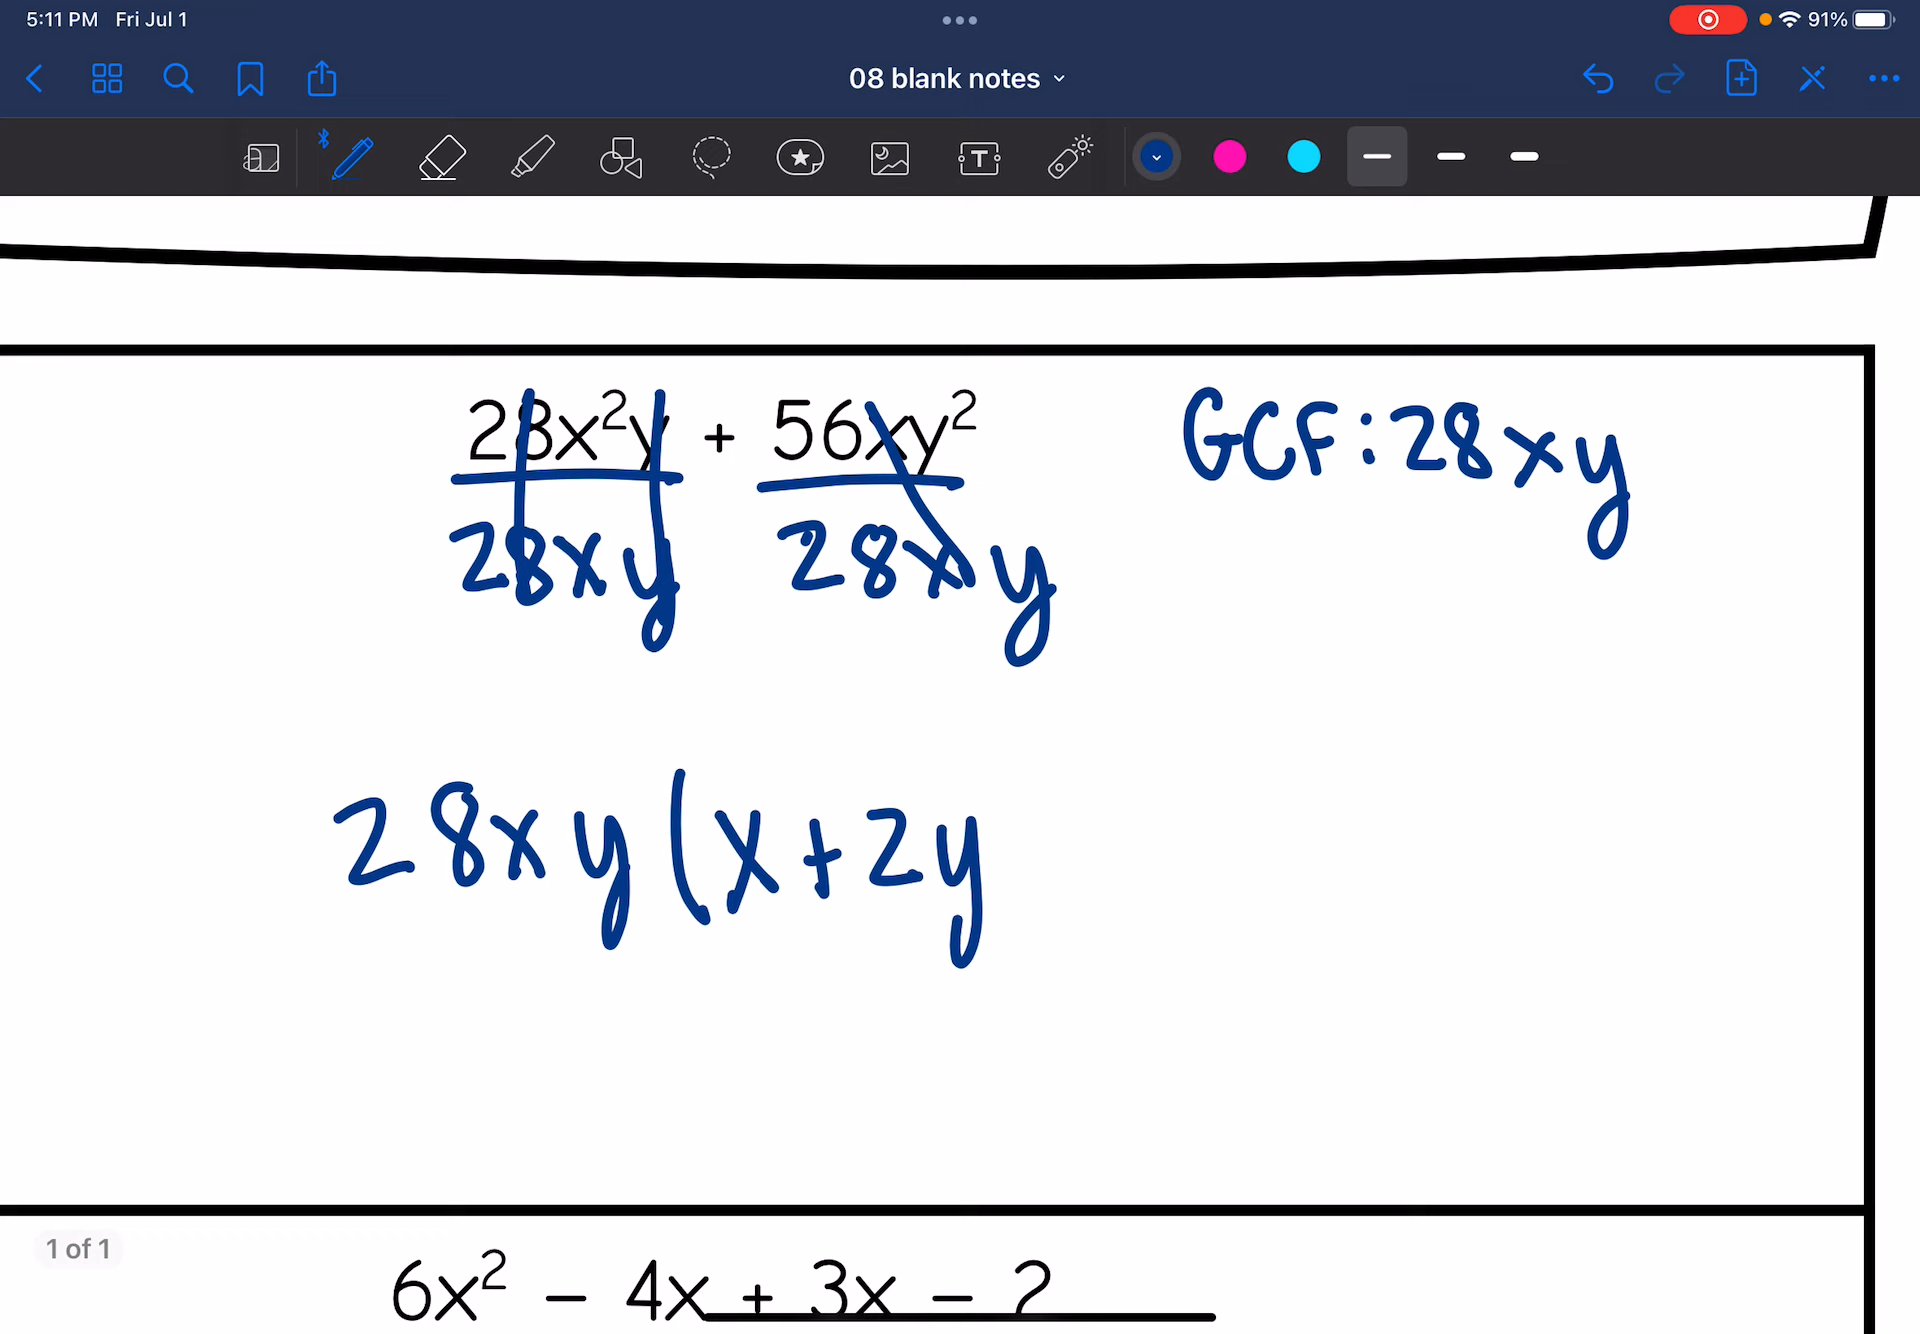 5:11 PM Fri Jul 1 91%
08 blank notes
28x²y + 56xy² GCF: 28xy
28xy 28xy
28xy (x+2y
1 of 1
6x² − 4x + 3x − 2